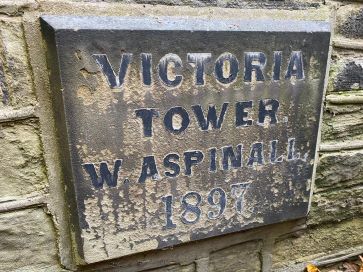 VICTORIA
TOWER
W. ASPINALL.
1897